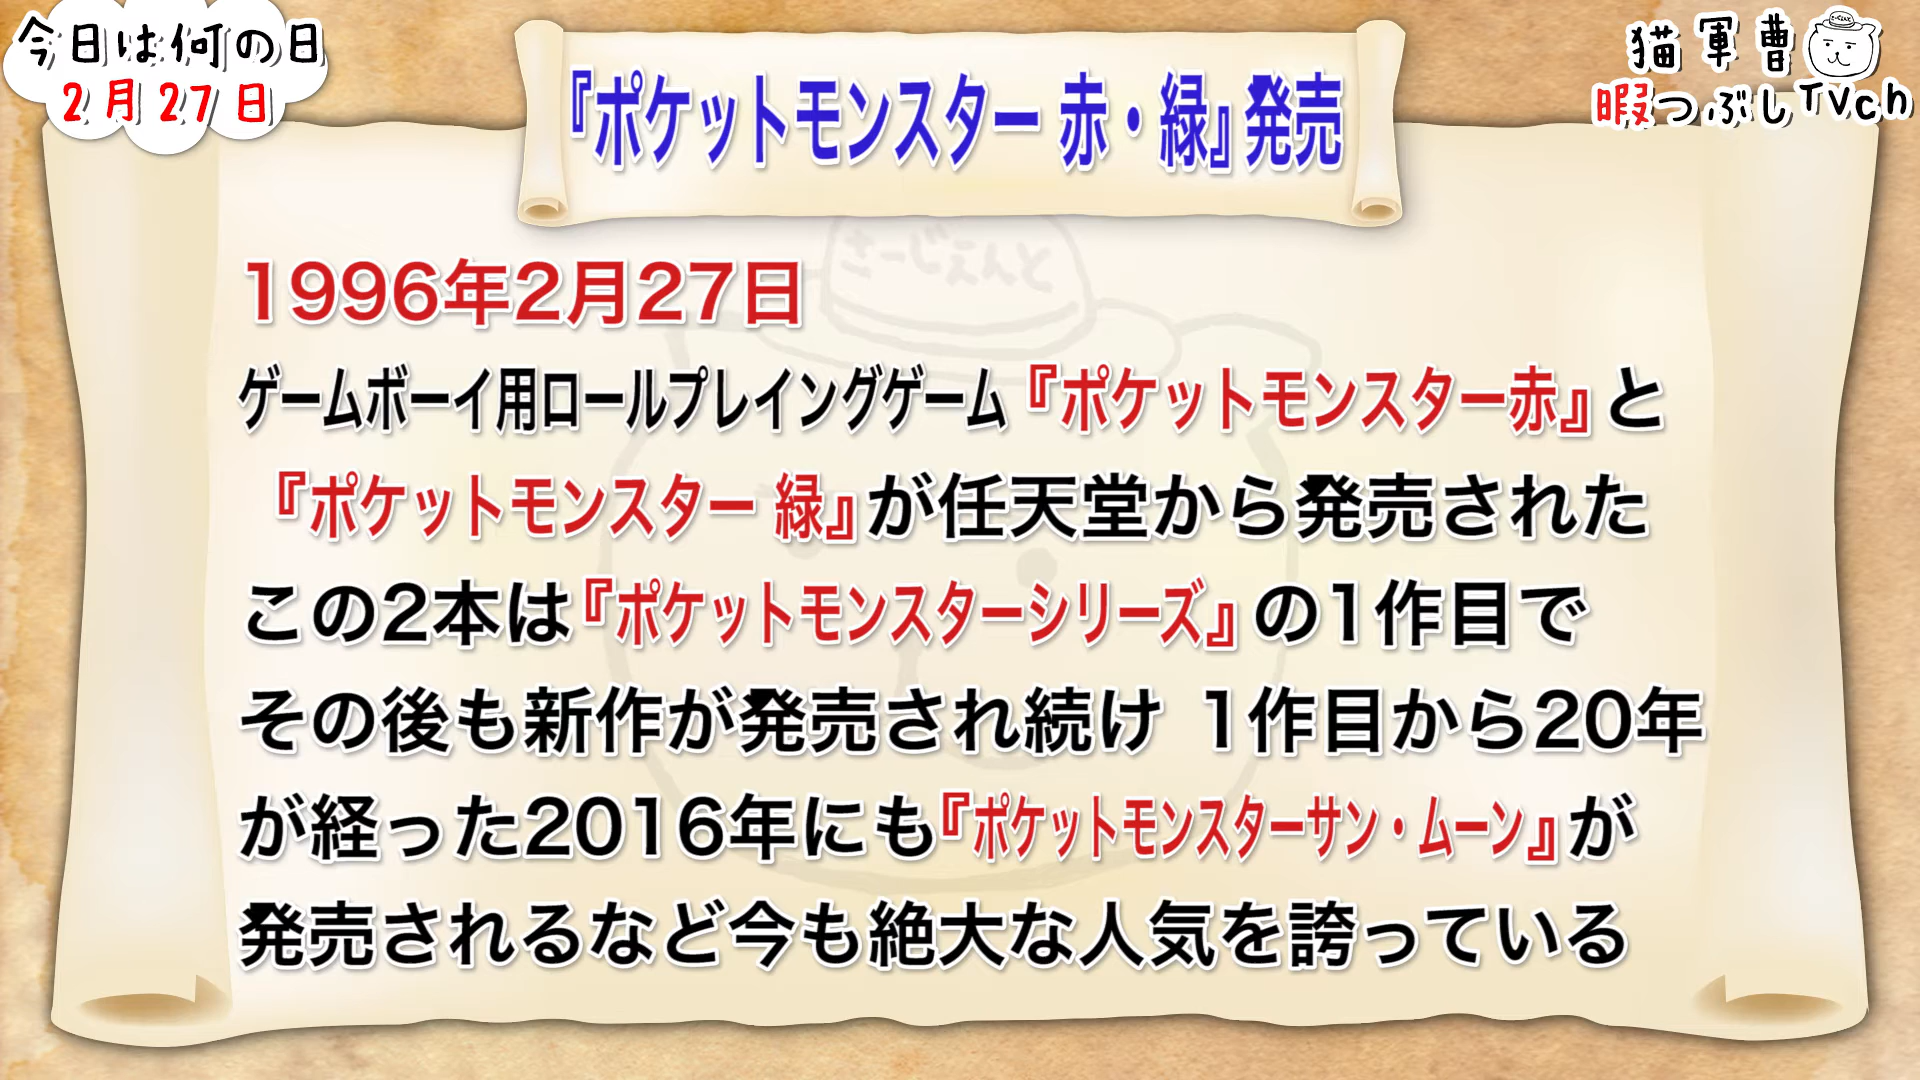 今日は何の日
2月27日
『ポケットモンスター 赤・緑』発売
猫軍曹
暇つぶしTVch
さーじぇんと
1996年2月27日
ゲームボーイ用ロールプレイングゲーム『ポケットモンスター赤』と
『ポケットモンスター 緑』が任天堂から発売された
この2本は『ポケットモンスターシリーズ』の1作目で
その後も新作が発売され続け 1作目から20年
が経った2016年にも『ポケットモンスターサン・ムーン』が
発売されるなど今も絶大な人気を誇っている